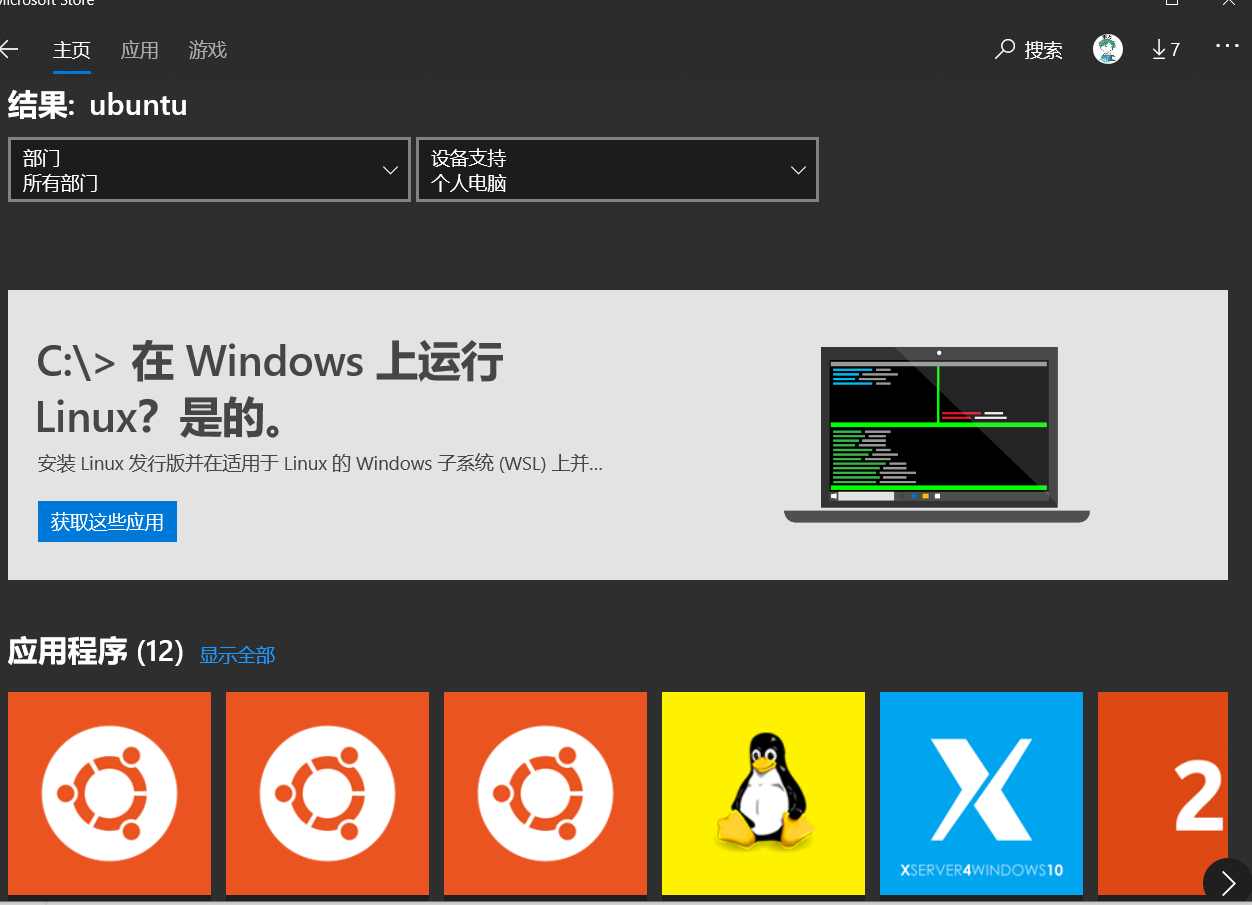 Microsoft Store
主页 应用 游戏 搜索 7
结果: ubuntu
部门
所有部门
设备支持
个人电脑
C:\> 在 Windows 上运行
Linux？是的。
安装 Linux 发行版并在适用于 Linux 的 Windows 子系统 (WSL) 上并...
获取这些应用
应用程序 (12) 显示全部
XSERVER4WINDOWS10
2